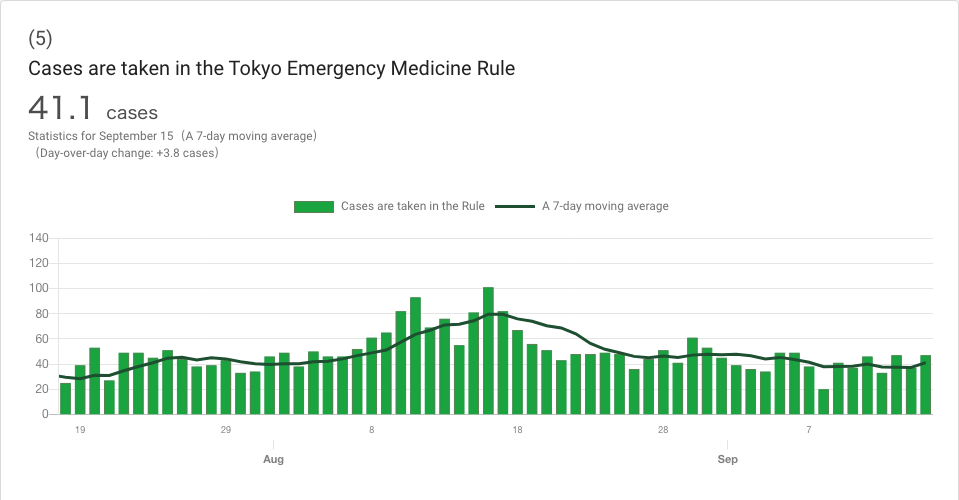 (5)
Cases are taken in the Tokyo Emergency Medicine Rule
41.1 cases
Statistics for September 15（A 7-day moving average）
（Day-over-day change: +3.8 cases）
Cases are taken in the Rule A 7-day moving average
140
120
100
80
60
40
20
0
19 29 8 18 28 7
Aug Sep